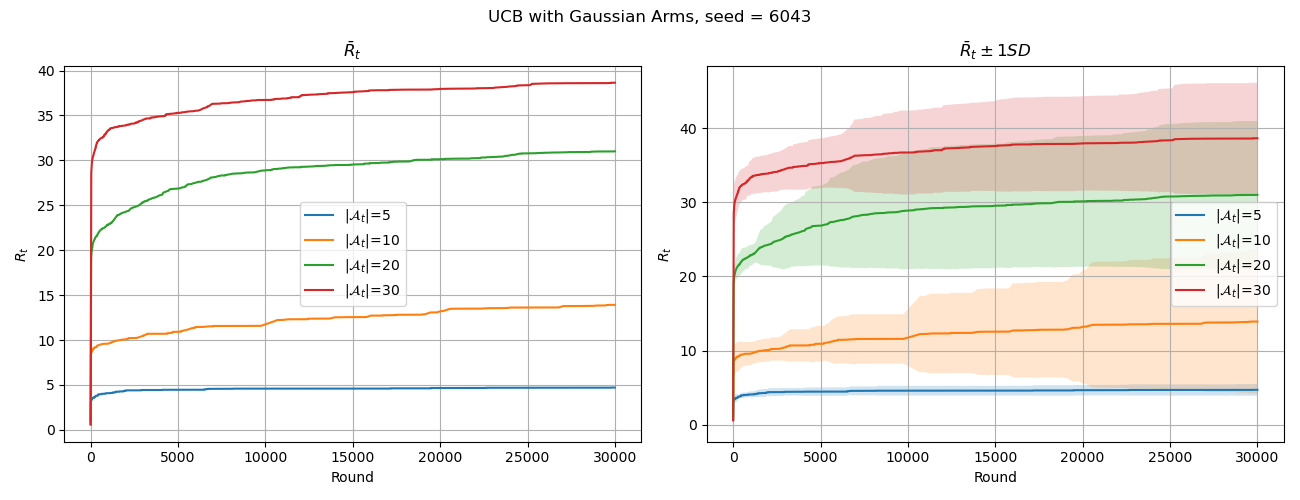 UCB with Gaussian Arms, seed = 6043
R̄ₜ
40
35
30
25
20
15
10
5
0
Rₜ
|𝒜ₜ|=5
|𝒜ₜ|=10
|𝒜ₜ|=20
|𝒜ₜ|=30
0 5000 10000 15000 20000 25000 30000
Round
R̄ₜ ± 1SD
40
30
20
10
0
Rₜ
|𝒜ₜ|=5
|𝒜ₜ|=10
|𝒜ₜ|=20
|𝒜ₜ|=30
0 5000 10000 15000 20000 25000 30000
Round